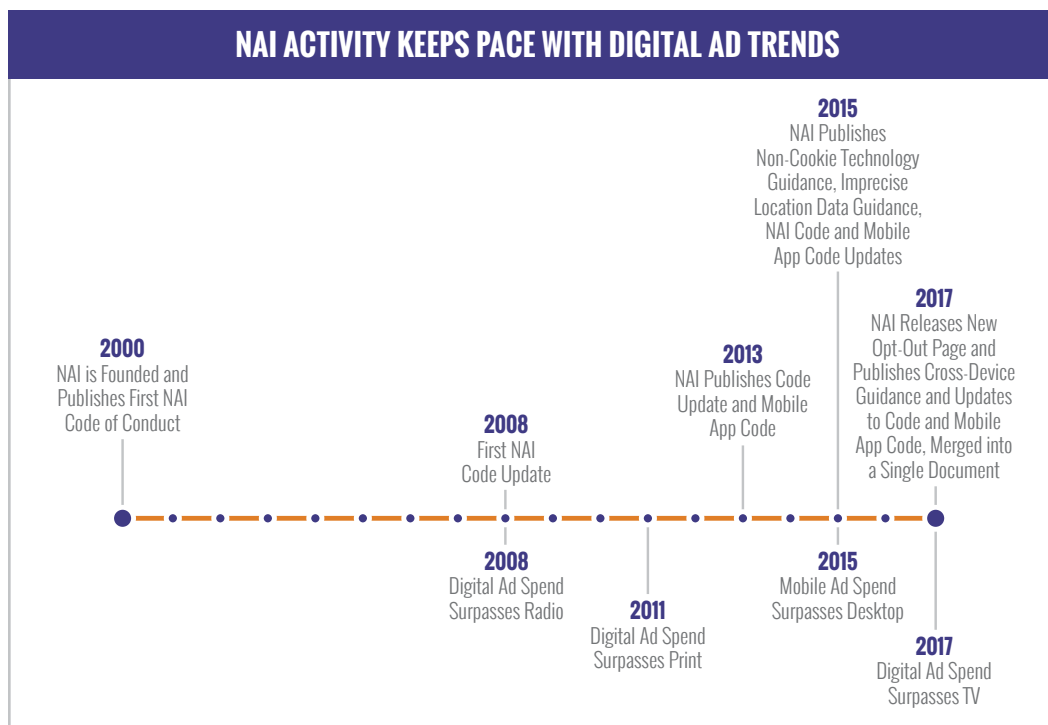 NAI ACTIVITY KEEPS PACE WITH DIGITAL AD TRENDS
2000
NAI is Founded and
Publishes First NAI
Code of Conduct
2008
First NAI
Code Update
2013
NAI Publishes Code
Update and Mobile
App Code
2015
NAI Publishes
Non-Cookie Technology
Guidance, Imprecise
Location Data Guidance,
NAI Code and Mobile
App Code Updates
2017
NAI Releases New
Opt-Out Page and
Publishes Cross-Device
Guidance and Updates
to Code and Mobile
App Code, Merged into
a Single Document
2008
Digital Ad Spend
Surpasses Radio
2011
Digital Ad Spend
Surpasses Print
2015
Mobile Ad Spend
Surpasses Desktop
2017
Digital Ad Spend
Surpasses TV